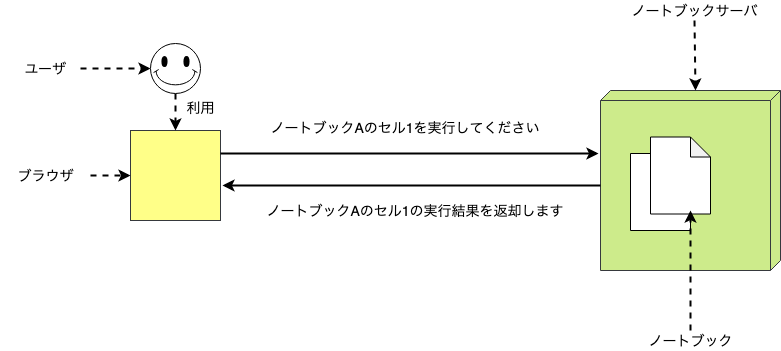 ノートブックサーバ
ユーザ
利用
ノートブックAのセル1を実行してください
ブラウザ
ノートブックAのセル1の実行結果を返却します
ノートブック